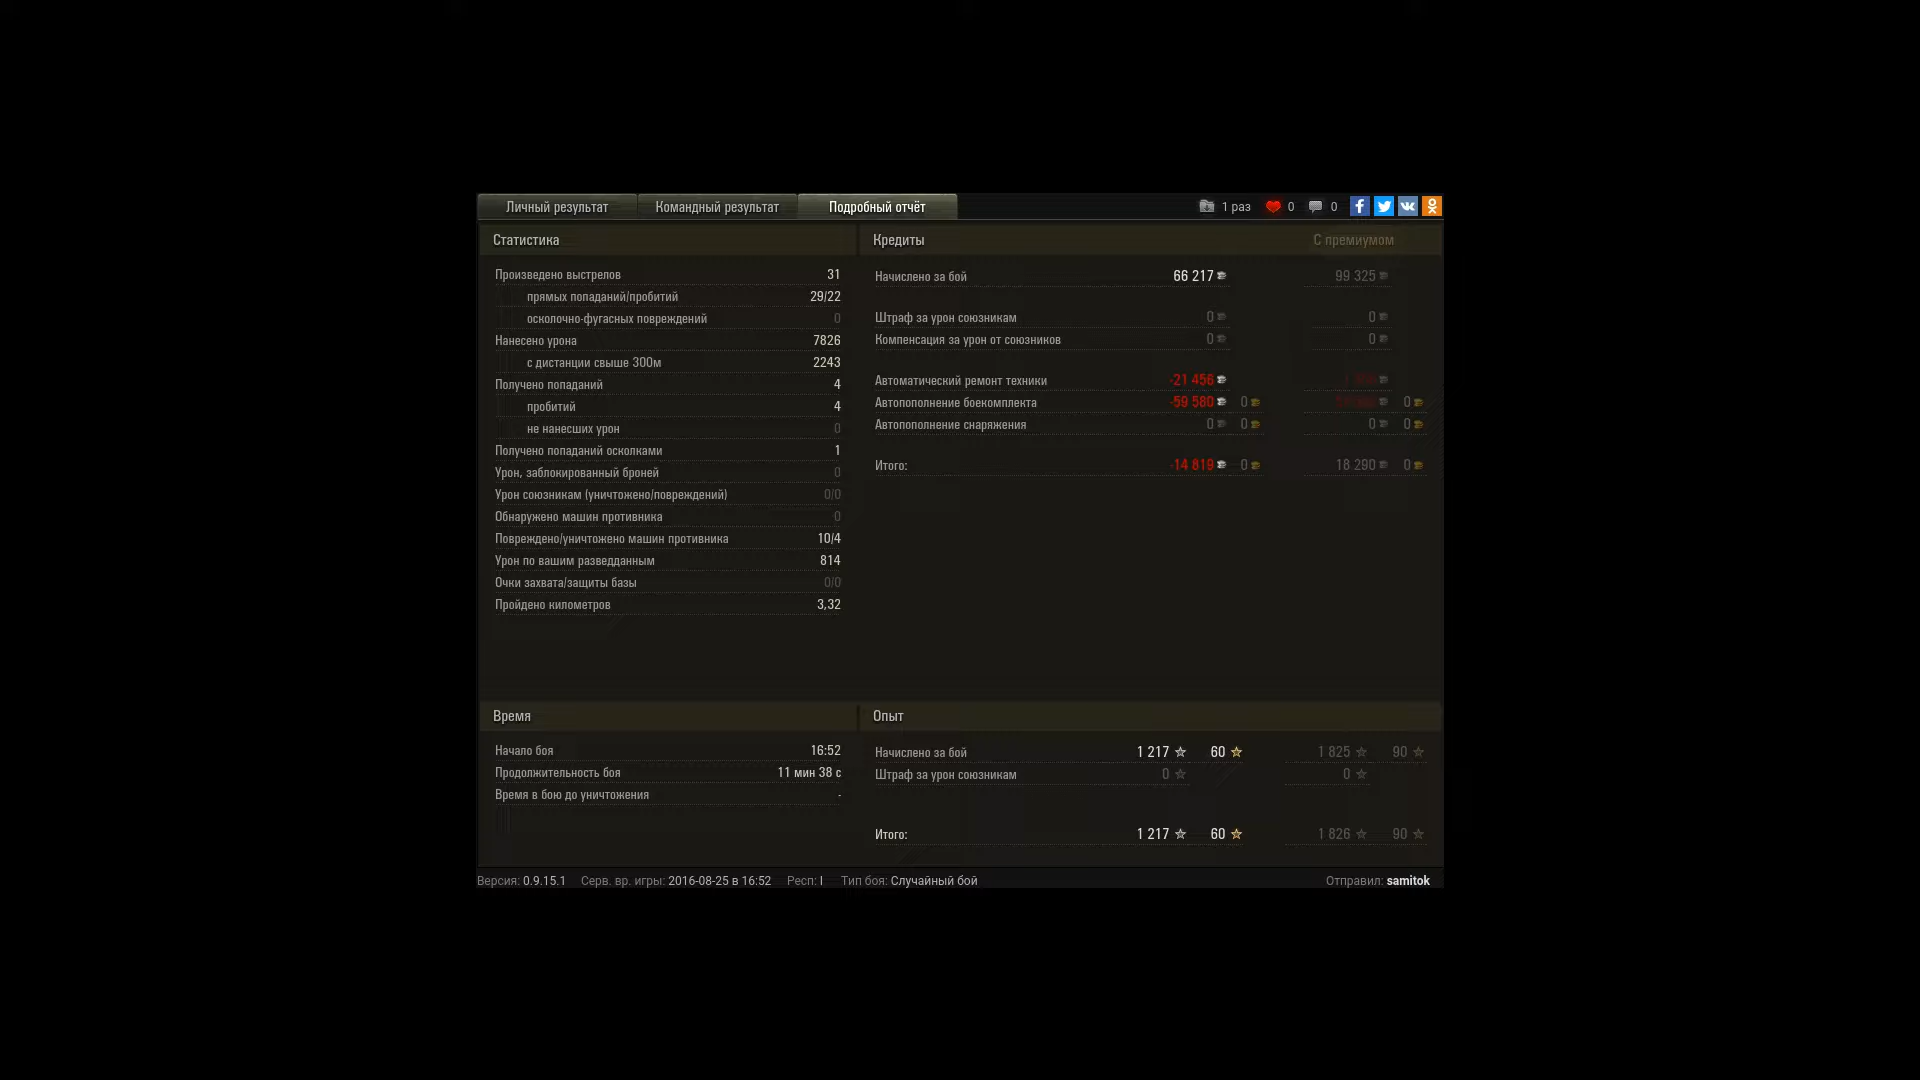 Личный результат Командный результат Подробный отчёт 1 раз 0 0
Статистика
Произведено выстрелов 31
прямых попаданий/пробитий 29/22
осколочно-фугасных повреждений 0
Нанесено урона 7826
с дистанции свыше 300м 2243
Получено попаданий 4
пробитий 4
не нанесших урон 0
Получено попаданий осколками 1
Урон, заблокированный броней 0
Урон союзникам (уничтожено/повреждений) 0/0
Обнаружено машин противника 0
Повреждено/уничтожено машин противника 10/4
Урон по вашим разведданным 814
Очки захвата/защиты базы 0/0
Пройдено километров 3,32
Кредиты С премиумом
Начислено за бой 66 217 99 325
Штраф за урон союзникам 0 0
Компенсация за урон от союзников 0 0
Автоматический ремонт техники -21 456
Автопополнение боекомплекта -59 580 0 0
Автопополнение снаряжения 0 0 0 0
Итого: -14 819 0 18 290 0
Время
Начало боя 16:52
Продолжительность боя 11 мин 38 с
Время в бою до уничтожения -
Опыт
Начислено за бой 1 217 60 1 825 90
Штраф за урон союзникам 0 0
Итого: 1 217 60 1 826 90
Версия: 0.9.15.1 Серв. вр. игры: 2016-08-25 в 16:52 Респ: I Тип боя: Случайный бой Отправил: samitok